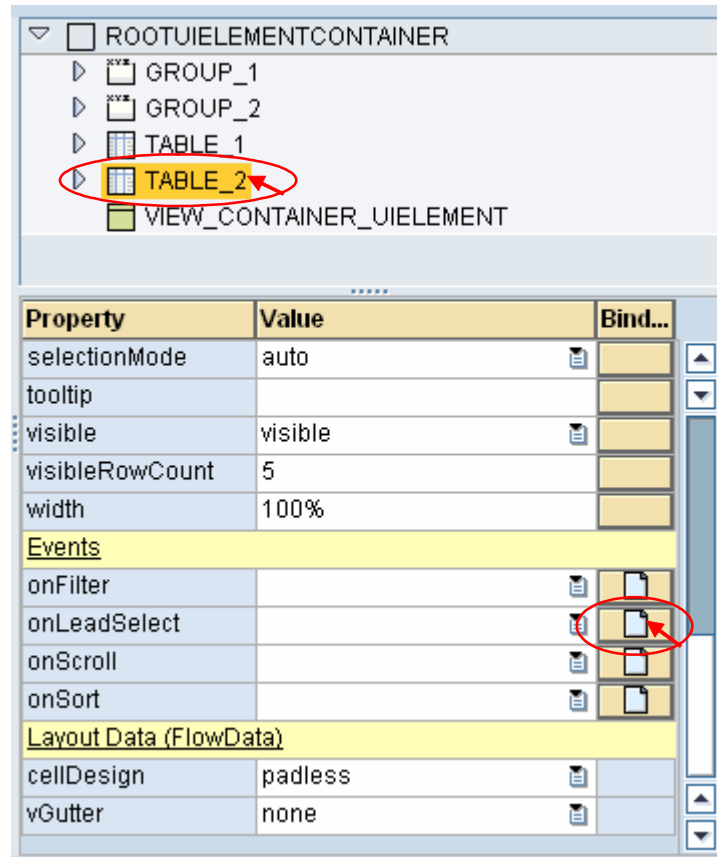 ROOTUIELEMENTCONTAINER
GROUP_1
GROUP_2
TABLE_1
TABLE_2
VIEW_CONTAINER_UIELEMENT
Property Value Bind...
selectionMode auto
tooltip
visible visible
visibleRowCount 5
width 100%
Events
onFilter
onLeadSelect
onScroll
onSort
Layout Data (FlowData)
cellDesign padless
vGutter none